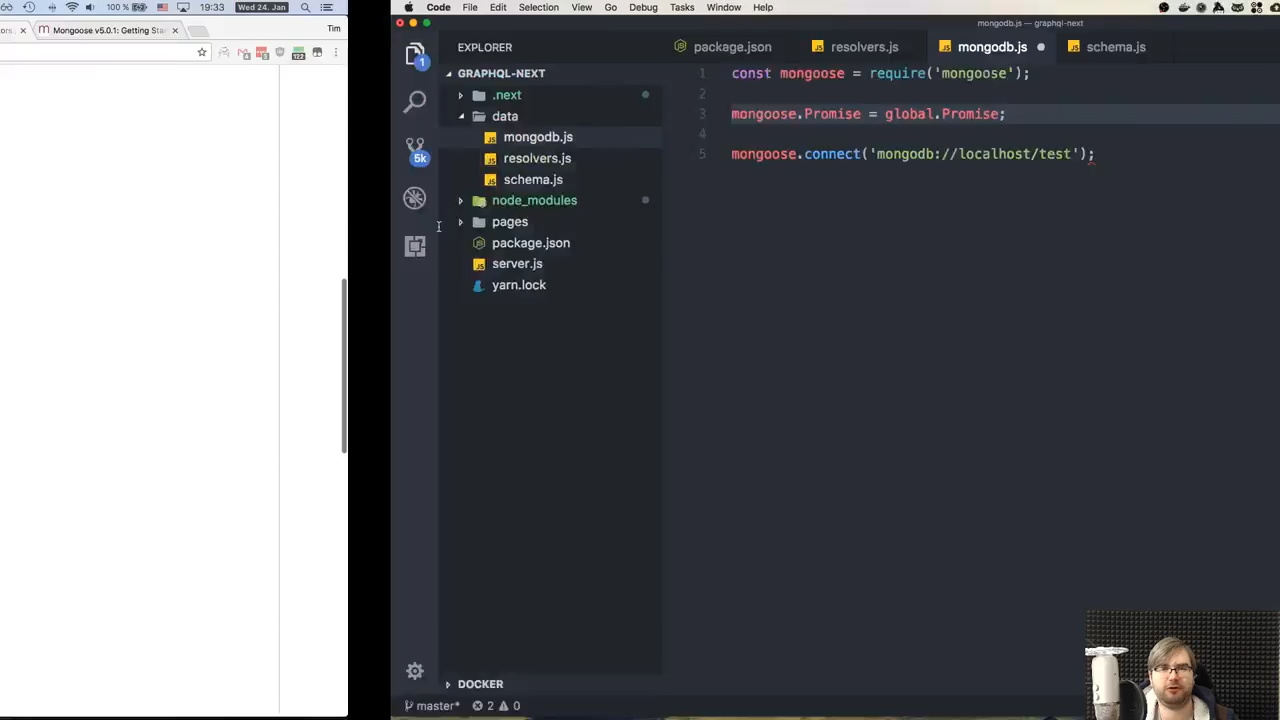 100 % 19:33 Wed 24. Jan
Code File Edit Selection View Go Debug Tasks Window Help
mongodb.js — graphql-next
Mongoose v5.0.1: Getting Sta
Tim
EXPLORER
package.json
resolvers.js
mongodb.js
schema.js
1
GRAPHQL-NEXT
.next
data
mongodb.js
5k
resolvers.js
schema.js
node_modules
pages
package.json
server.js
yarn.lock
1 const mongoose = require('mongoose');
2
3 mongoose.Promise = global.Promise;
4
5 mongoose.connect('mongodb://localhost/test');
DOCKER
master* 2 0